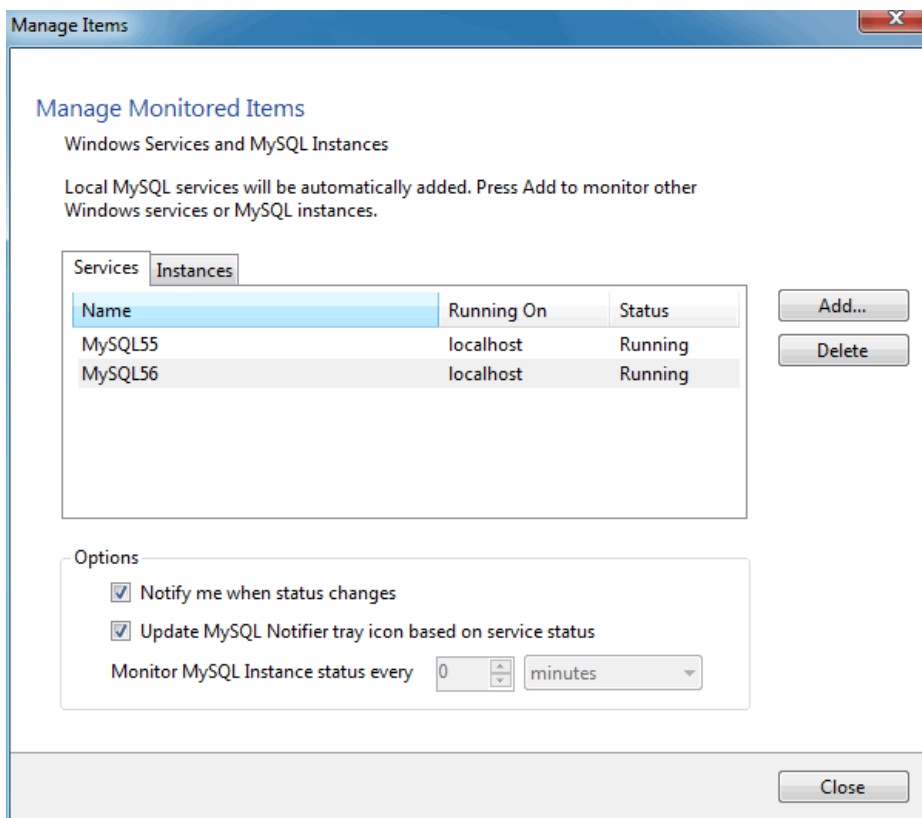 Manage Items
Manage Monitored Items
Windows Services and MySQL Instances
Local MySQL services will be automatically added. Press Add to monitor other
Windows services or MySQL instances.
Services Instances
Name Running On Status
MySQL55 localhost Running
MySQL56 localhost Running
Add...
Delete
Options
Notify me when status changes
Update MySQL Notifier tray icon based on service status
Monitor MySQL Instance status every 0 minutes
Close